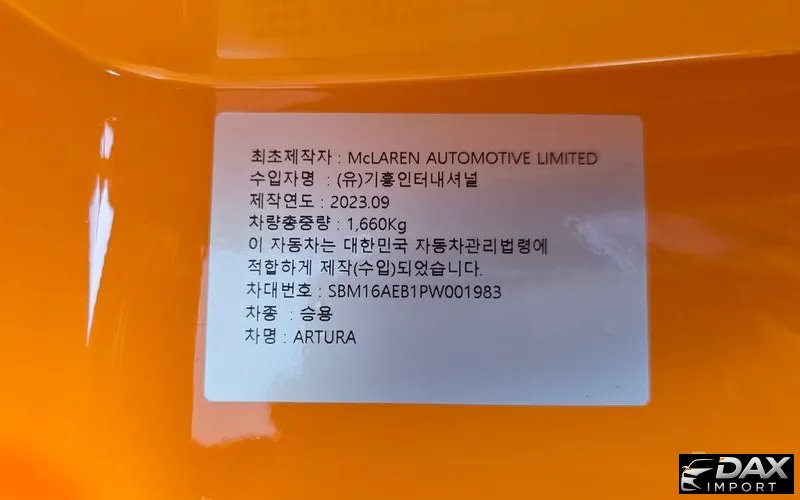 최초제작자 : McLAREN AUTOMOTIVE LIMITED
수입자명 : (유)기흥인터내셔널
제작연도 : 2023.09
차량총중량 : 1,660Kg
이 자동차는 대한민국 자동차관리법령에
적합하게 제작(수입)되었습니다.
차대번호 : SBM16AEB1PW001983
차종 : 승용
차명 : ARTURA
DAX
IMPORT